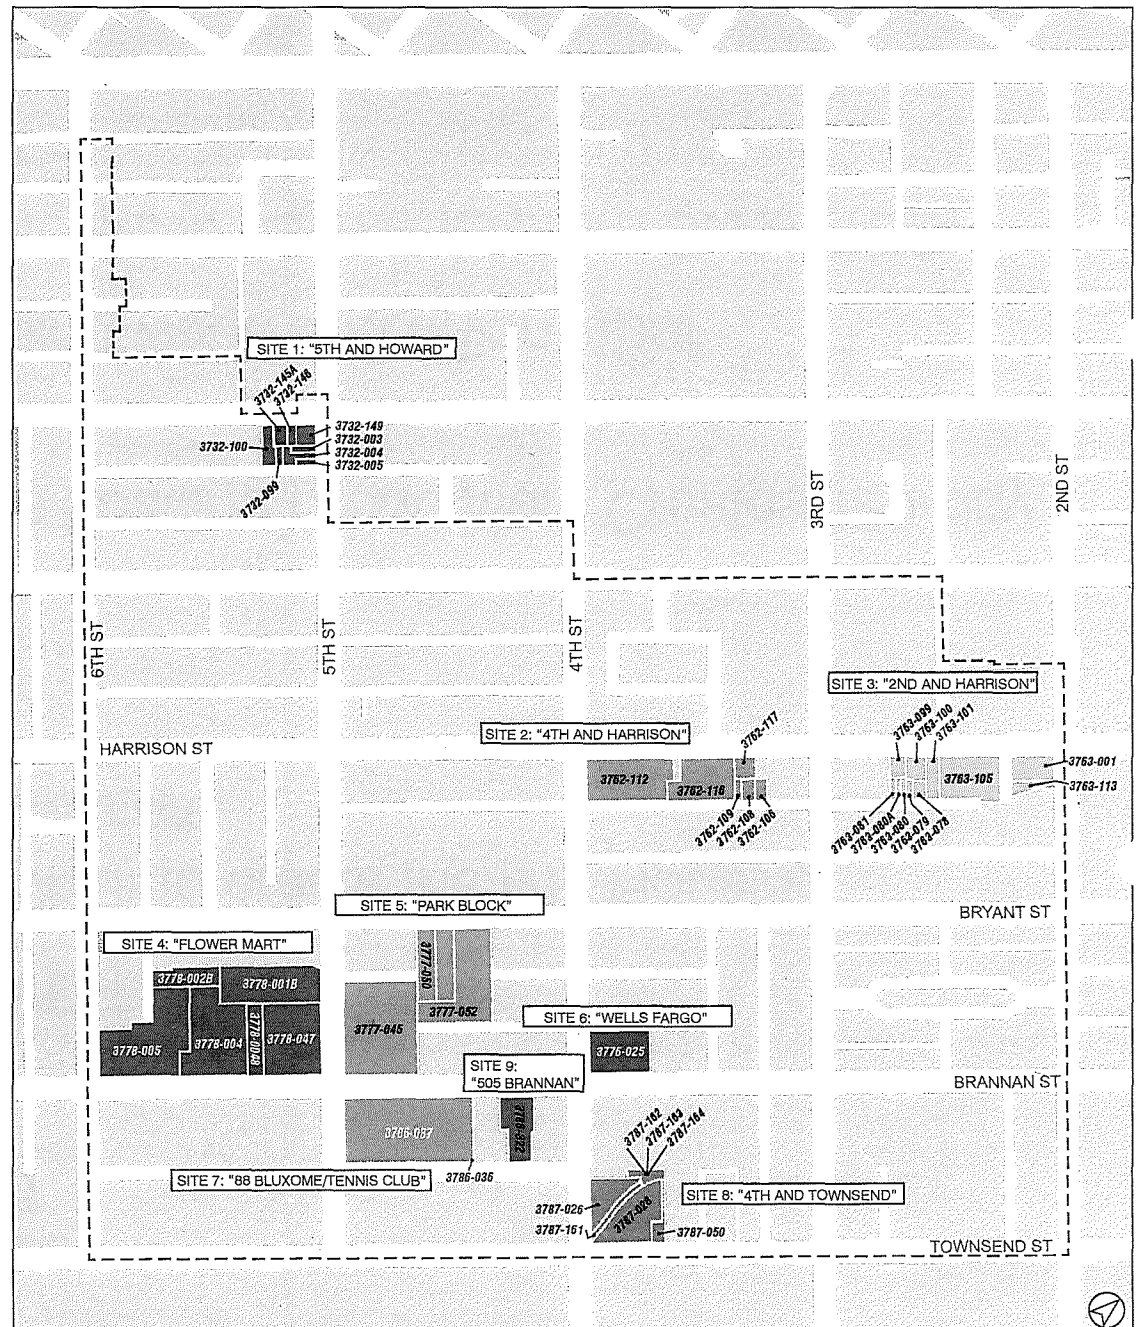 SITE 1: "5TH AND HOWARD"
3732-145A
3732-146
3732-149
3732-003
3732-100
3732-004
3732-005
3732-099
3RD ST
2ND ST
6TH ST
5TH ST
4TH ST
SITE 3: "2ND AND HARRISON"
3763-099
3763-100
3763-101
SITE 2: "4TH AND HARRISON"
3762-117
HARRISON ST
3763-001
3762-112
3763-105
3762-116
3763-113
3762-109
3762-108
3762-106
3763-081
3763-080A
3763-080
3763-079
3763-078
SITE 5: "PARK BLOCK"
BRYANT ST
SITE 4: "FLOWER MART"
3778-002B
3778-001B
3777-050
3777-052
SITE 6: "WELLS FARGO"
3777-045
3778-005
3778-004
3778-047
3776-025
SITE 9:
"505 BRANNAN"
BRANNAN ST
3787-162
3787-163
3787-164
3786-036
SITE 7: "88 BLUXOME/TENNIS CLUB"
SITE 8: "4TH AND TOWNSEND"
3787-026
3787-028
3787-161
3787-050
TOWNSEND ST